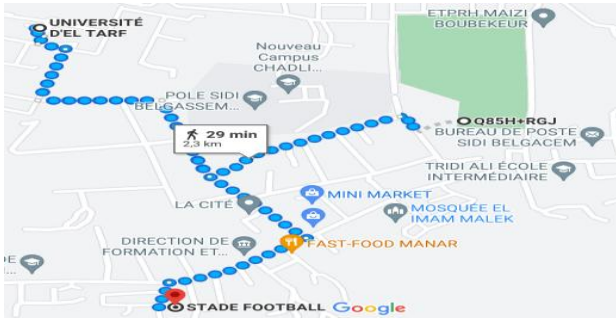 UNIVERSITÉ
D'EL TARF
ETPRH MAIZI
BOUBEKEUR
Nouveau
Campus
CHADLI...
POLE SIDI
BELGASSEM...
29 min
2,3 km
Q85H+RGJ
BUREAU DE POSTE
SIDI BELGACEM
TRIDI ALI ÉCOLE
INTERMÉDIAIRE
MINI MARKET
LA CITÉ
MOSQUÉE EL
IMAM MALEK
DIRECTION DE
FORMATION ET...
FAST-FOOD MANAR
DE
STADE FOOTBALL
Google